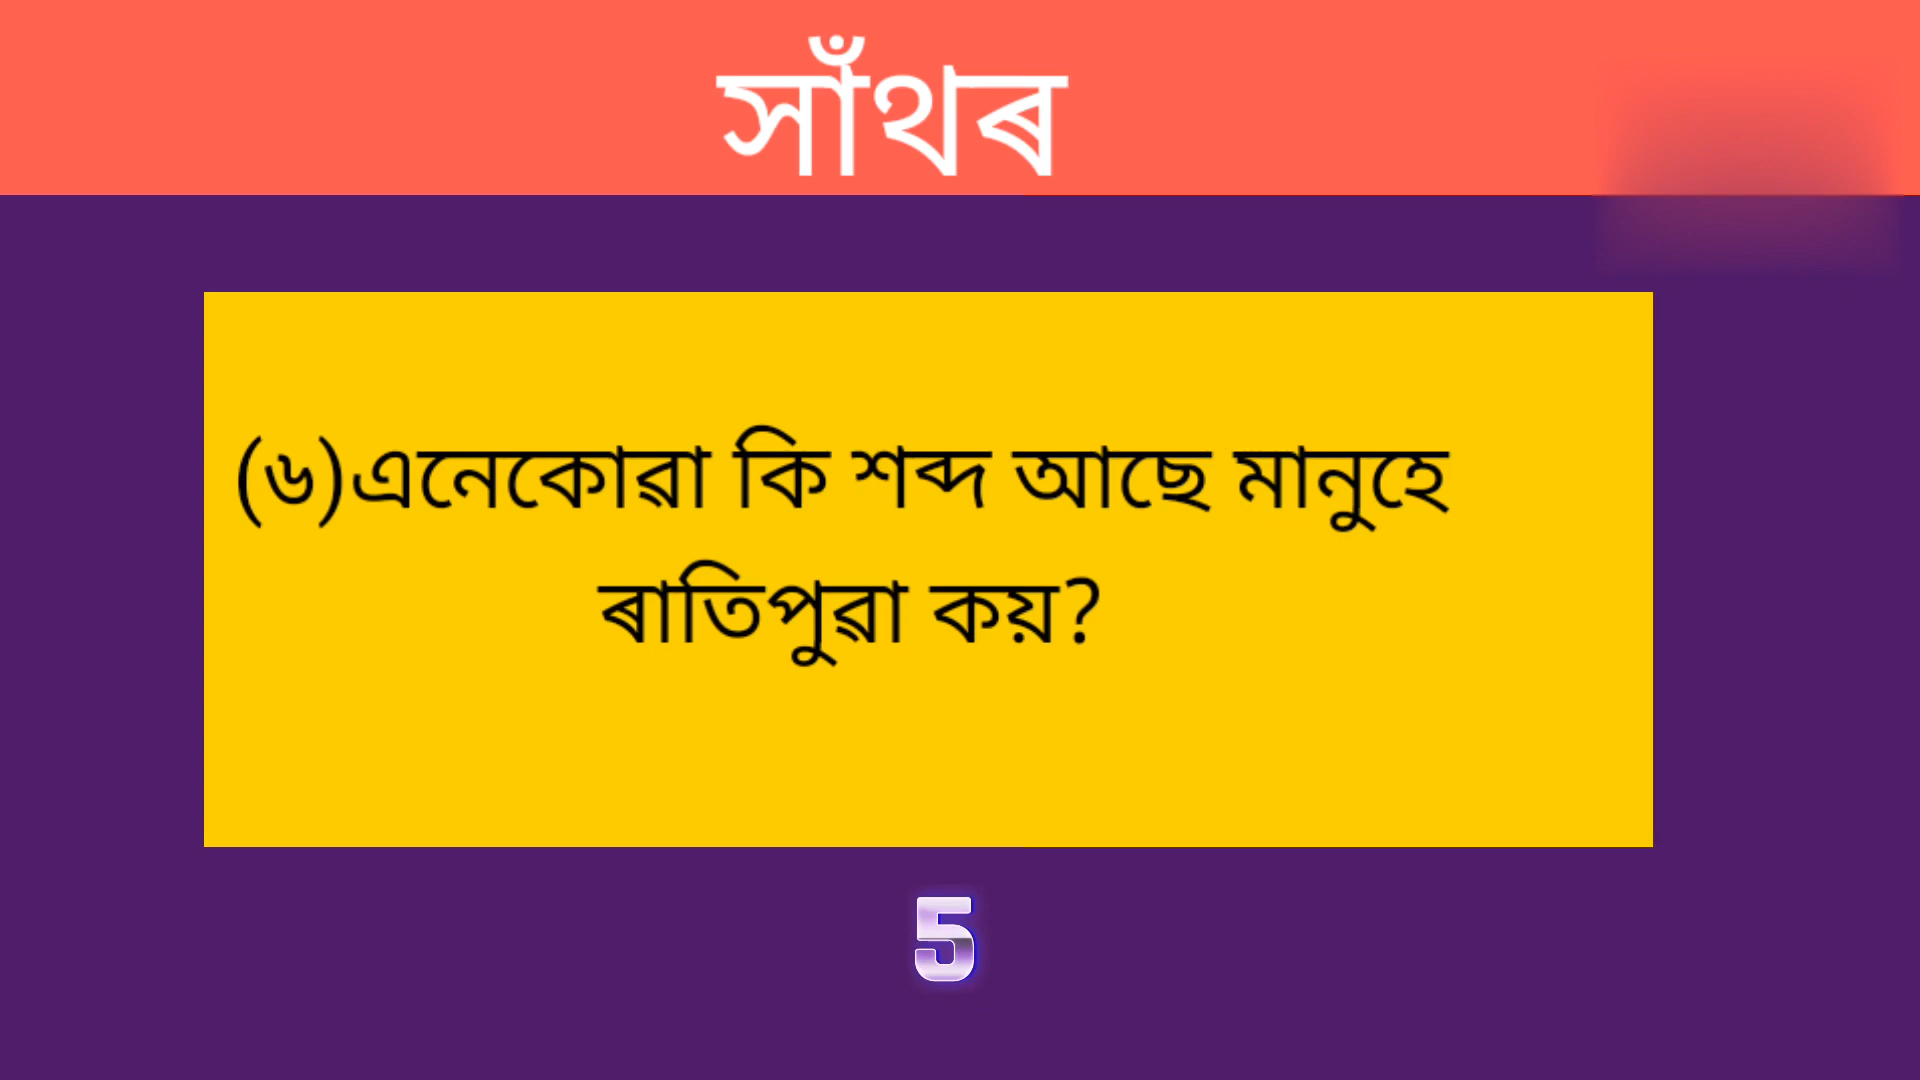 সাঁথৰ
(৬)এনেকোৱা কি শব্দ আছে মানুহে
ৰাতিপুৱা কয়?
5